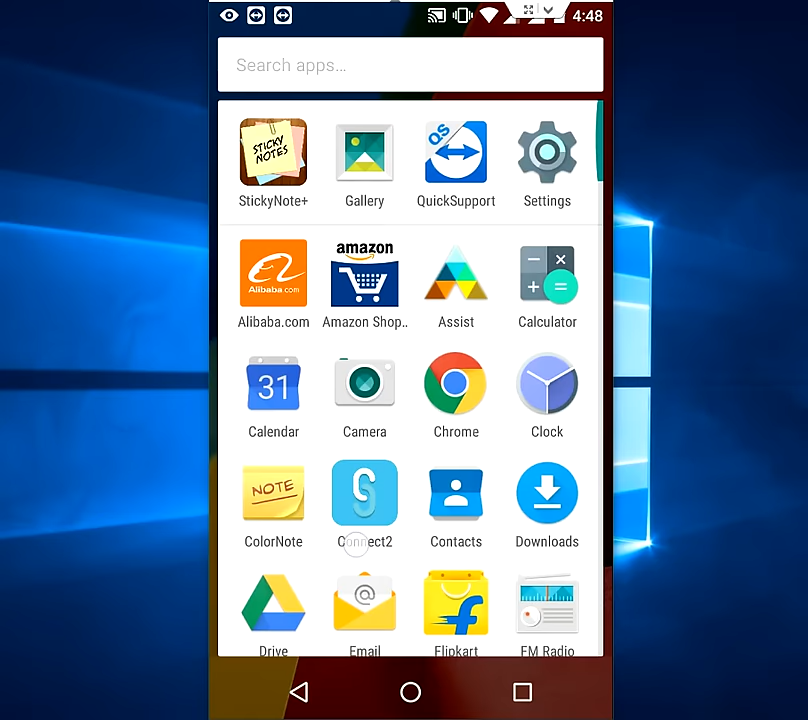 4:48
Search apps...
QS
STICKY
NOTES
StickyNote+
Gallery
QuickSupport
Settings
Alibaba.com
amazon
Alibaba.com
Amazon Shop..
Assist
Calculator
31
Calendar
Camera
Chrome
Clock
NOTE
ColorNote
Connect2
Contacts
Downloads
@
f
Drive
Email
Flipkart
FM Radio